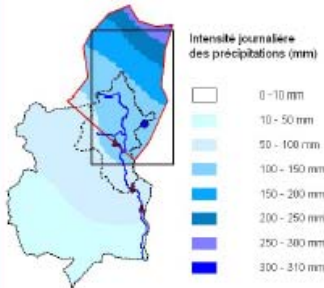 Intensité journalière
des précipitations (mm)
0 -10 mm
10 - 50 mm
50 - 100 mm
100 - 150 mm
150 - 200 mm
200 - 250 mm
250 - 300 mm
300 - 310 mm